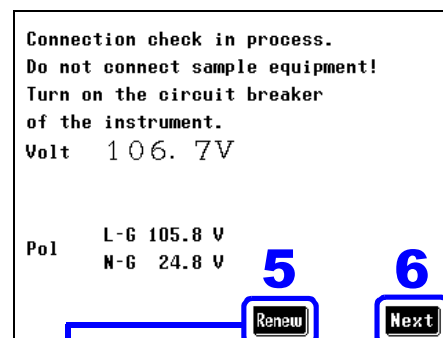 Connection check in process.
Do not connect sample equipment!
Turn on the circuit breaker
of the instrument.
Volt 106. 7V
L-G 105.8 V
Pol
N-G 24.8 V
5 6
Renew Next